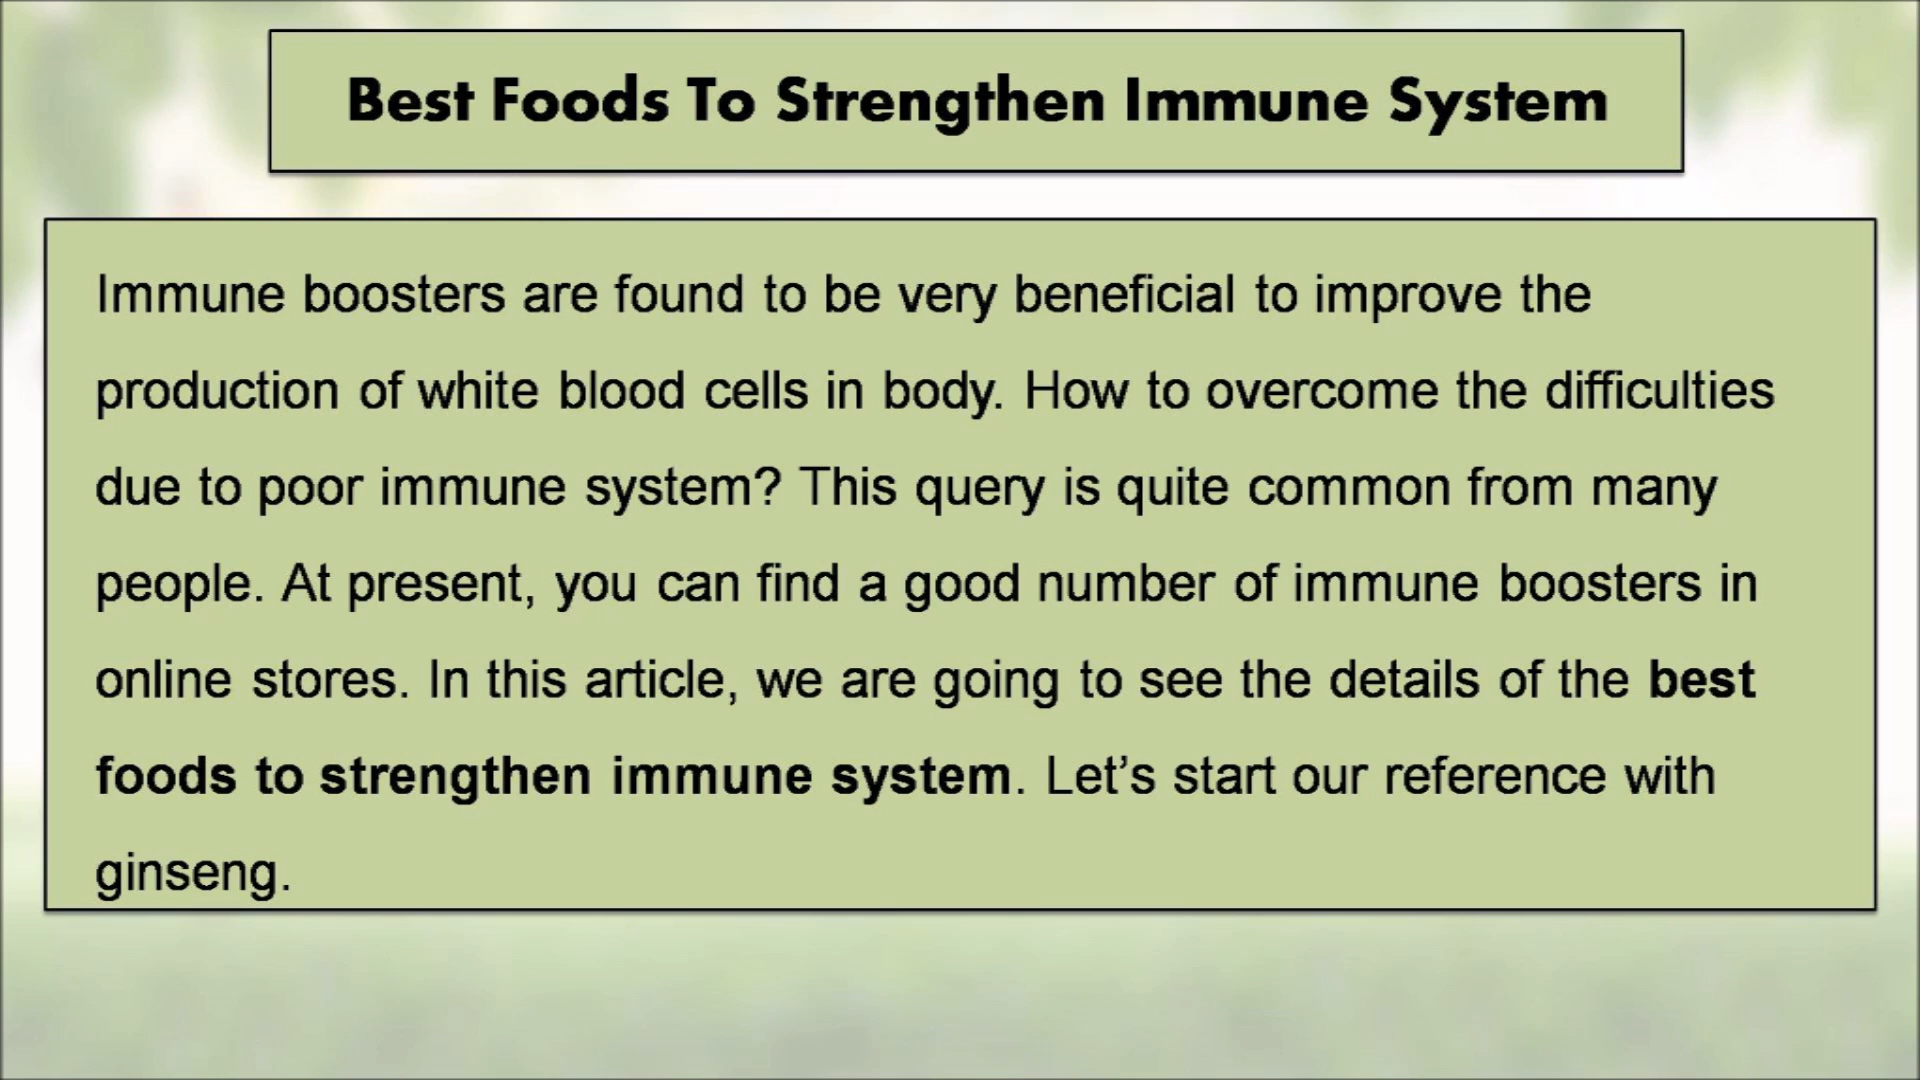 Best Foods To Strengthen Immune System
Immune boosters are found to be very beneficial to improve the
production of white blood cells in body. How to overcome the difficulties
due to poor immune system? This query is quite common from many
people. At present, you can find a good number of immune boosters in
online stores. In this article, we are going to see the details of the best
foods to strengthen immune system. Let’s start our reference with
ginseng.